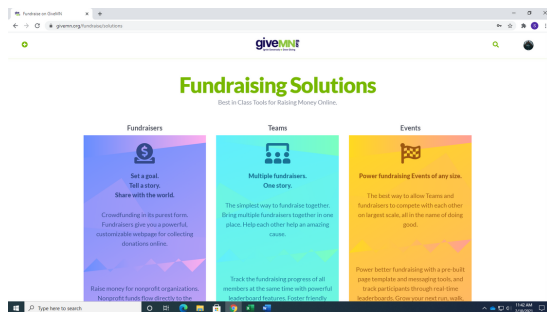 Fundraise on GiveMN
givemn.org/fundraise/solutions
giveMN
Fundraising Solutions
Best in Class Tools for Raising Money Online.
Fundraisers
Set a goal.
Tell a story.
Share with the world.
Crowdfunding in its purest form.
Fundraisers give you a powerful,
customizable webpage for collecting
donations online.
Raise money for nonprofit organizations.
Nonprofit funds flow directly to the
Teams
Multiple fundraisers.
One story.
The simplest way to fundraise together.
Bring multiple fundraisers together in one
place. Help each other help an amazing
cause.
Track the fundraising progress of all
members at the same time with powerful
leaderboard features. Foster friendly
Events
Power fundraising Events of any size.
The best way to allow Teams and
fundraisers to compete with each other
on largest scale, all in the name of doing
good.
Power better fundraising with a pre-built
page template and messaging tools, and
track participants through real-time
leaderboards. Grow your next run, walk,
Type here to search
11:42 AM